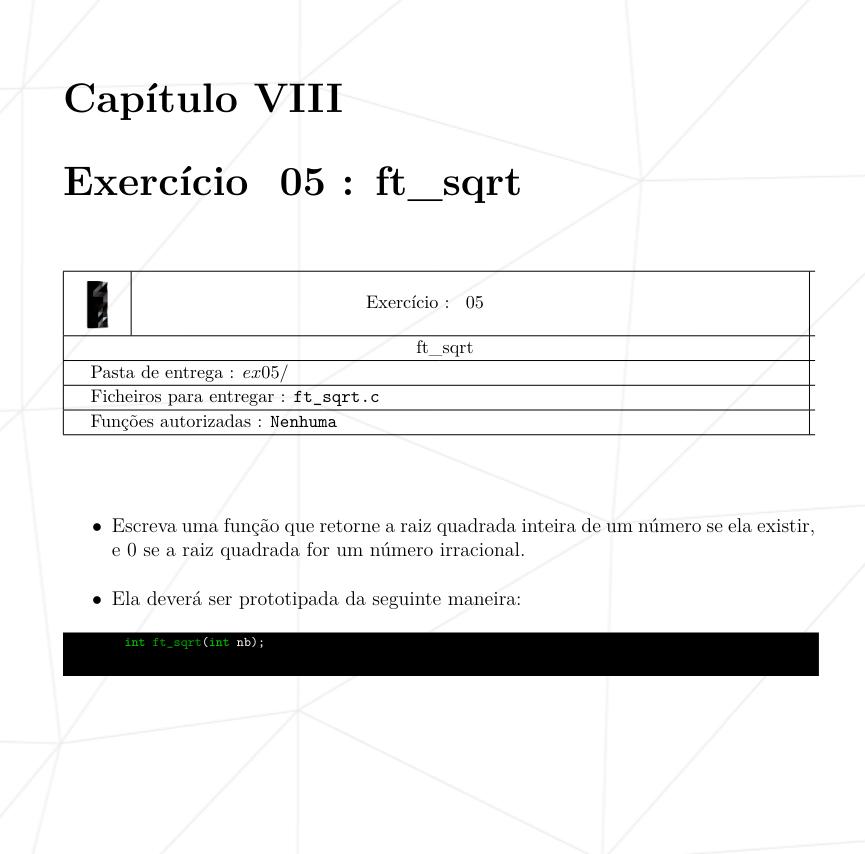 Capítulo VIII
Exercício 05 : ft_sqrt
Exercício : 05
ft_sqrt
Pasta de entrega : ex05/
Ficheiros para entregar : ft_sqrt.c
Funções autorizadas : Nenhuma
• Escreva uma função que retorne a raiz quadrada inteira de um número se ela existir,
e 0 se a raiz quadrada for um número irracional.
• Ela deverá ser prototipada da seguinte maneira:
int ft_sqrt(int nb);